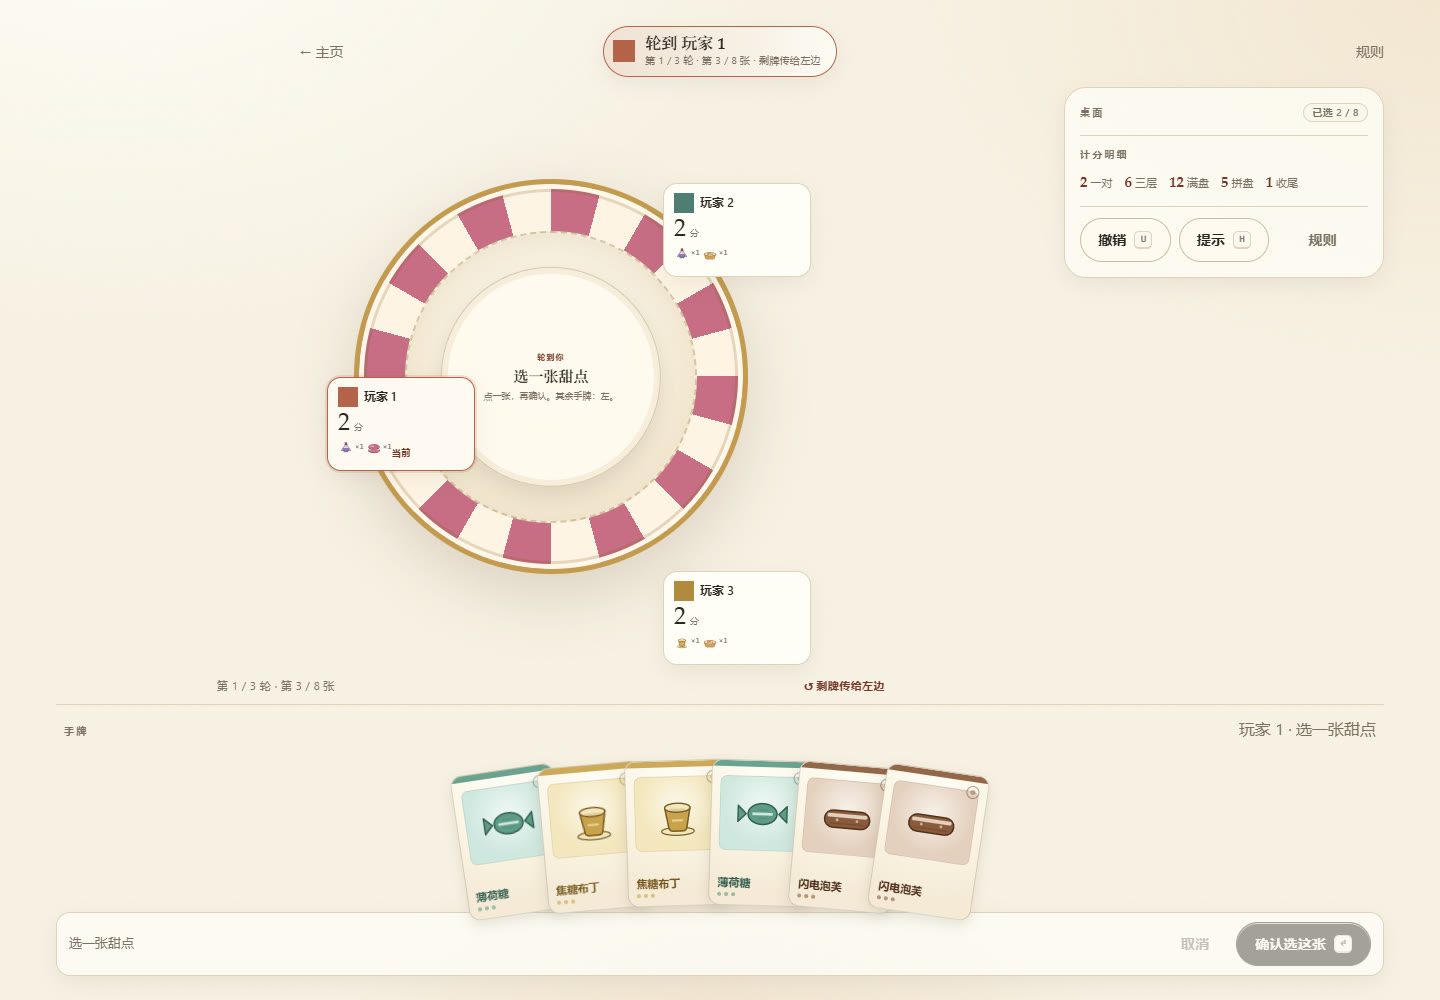 ← 主页
轮到 玩家 1
第 1 / 3 轮 · 第 3 / 8 张 · 剩牌传给左边
规则
桌面
已选 2 / 8
计分明细
2 一对 6 三层 12 满盘 5 拼盘 1 收尾
撤销 U
提示 H
规则
玩家 2
2 分
×1 ×1
轮到你
选一张甜点
点一张，再确认。其余手牌：左。
玩家 1
2 分
×1 ×1
当前
玩家 3
2 分
×1 ×1
第 1 / 3 轮 · 第 3 / 8 张
↺ 剩牌传给左边
手牌
玩家 1 · 选一张甜点
薄荷糖
焦糖布丁
焦糖布丁
薄荷糖
闪电泡芙
闪电泡芙
选一张甜点
取消
确认选这张